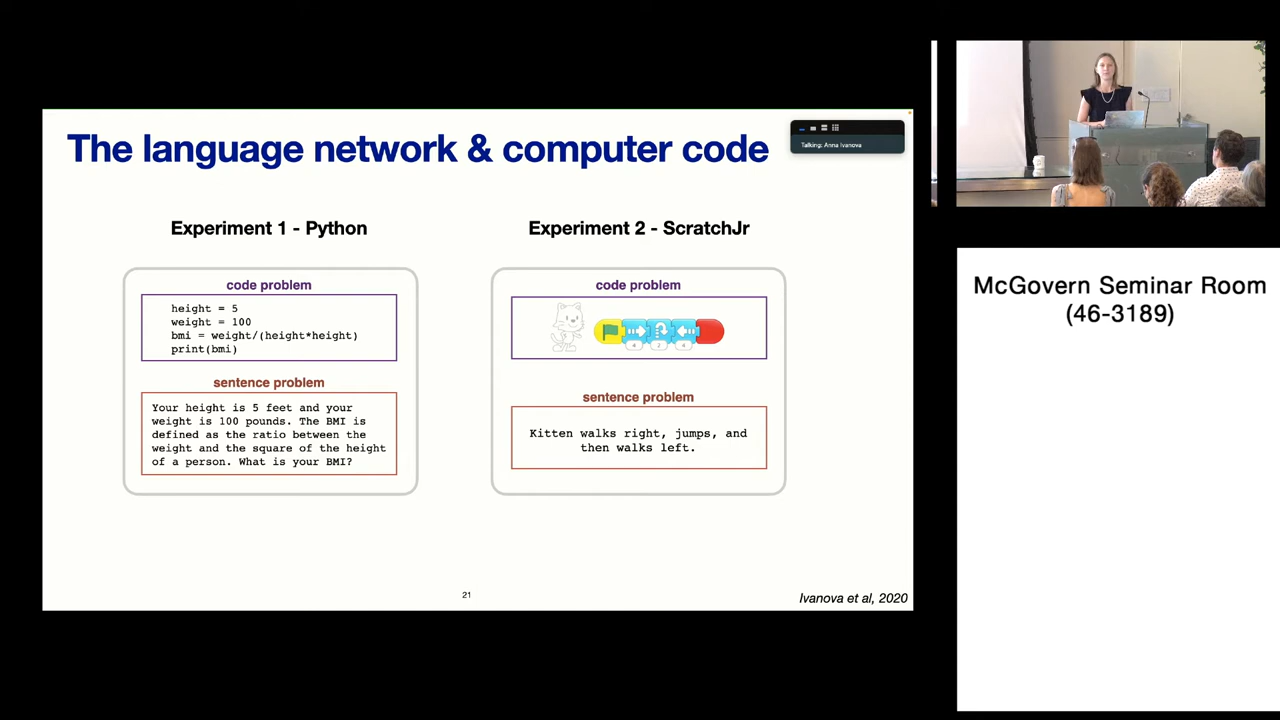 The language network & computer code
Talking: Anna Ivanova
Experiment 1 - Python
code problem
height = 5
weight = 100
bmi = weight/(height*height)
print(bmi)
sentence problem
Your height is 5 feet and your
weight is 100 pounds. The BMI is
defined as the ratio between the
weight and the square of the height
of a person. What is your BMI?
Experiment 2 - ScratchJr
code problem
sentence problem
Kitten walks right, jumps, and
then walks left.
21
Ivanova et al, 2020
McGovern Seminar Room
(46-3189)